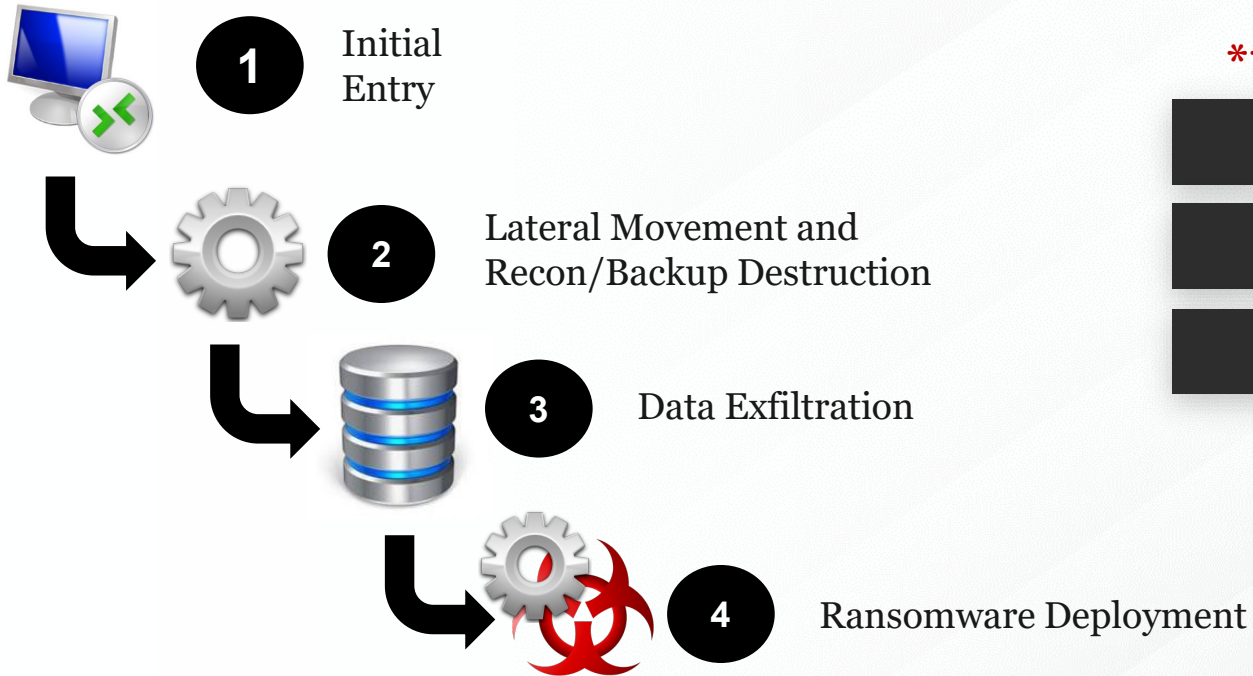 1
Initial
Entry
2
Lateral Movement and
Recon/Backup Destruction
3
Data Exfiltration
4
Ransomware Deployment